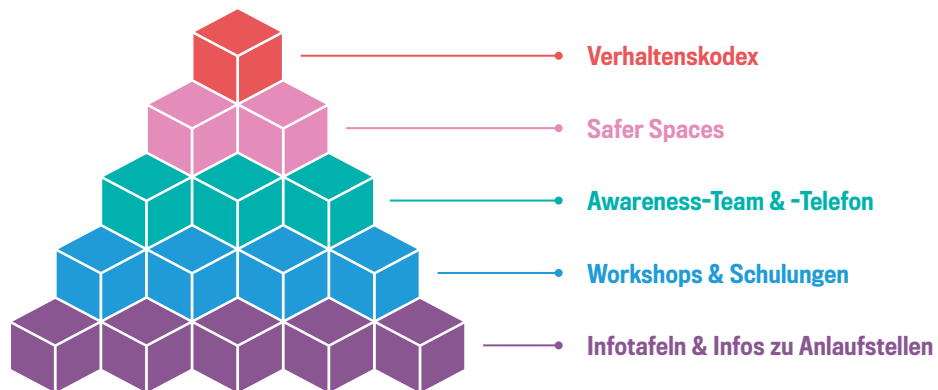 Verhaltenskodex
Safer Spaces
Awareness-Team & -Telefon
Workshops & Schulungen
Infotafeln & Infos zu Anlaufstellen